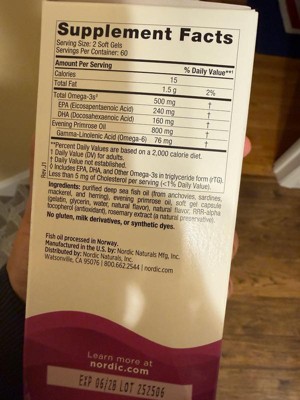 Supplement Facts
Serving Size: 2 Soft Gels
Servings Per Container: 60
Amount Per Serving % Daily Value**†
Calories 15
Total Fat 1.5 g 2%
Total Omega-3s◊ 500 mg †
EPA (Eicosapentaenoic Acid) 240 mg †
DHA (Docosahexaenoic Acid) 160 mg †
Evening Primrose Oil 800 mg †
Gamma-Linolenic Acid (Omega-6) 76 mg †
**Percent Daily Values are based on a 2,000 calorie diet.
† Daily Value (DV) for adults.
‡ Daily Value not established.
◊ Includes EPA, DHA, and Other Omega-3s in triglyceride form (rTG).
Less than 5 mg of Cholesterol per serving (<1% Daily Value).
Ingredients: purified deep sea fish oil (from anchovies, sardines,
mackerel, and herring), evening primrose oil, soft gel capsule
(gelatin, glycerin, water, natural flavor), natural flavor, RRR-alpha
tocopherol (antioxidant), rosemary extract (a natural preservative).
No gluten, milk derivatives, or synthetic dyes.
Fish oil processed in Norway.
Manufactured in the U.S. by: Nordic Naturals Mfg, Inc.
Distributed by: Nordic Naturals, Inc.
Watsonville, CA 95076 | 800.662.2544 | nordic.com
Learn more at
nordic.com
EXP 06/28 LOT 252506